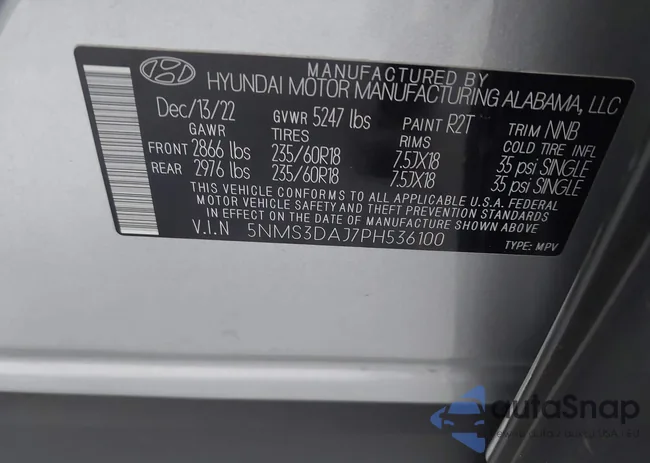 MANUFACTURED BY
HYUNDAI MOTOR MANUFACTURING ALABAMA, LLC
Dec/13/22 GVWR 5247 lbs PAINT R2T TRIM NNB
GAWR TIRES RIMS COLD TIRE INFL
FRONT 2866 lbs 235/60R18 7.5JX18 35 psi SINGLE
REAR 2976 lbs 235/60R18 7.5JX18 35 psi SINGLE
THIS VEHICLE CONFORMS TO ALL APPLICABLE U.S.A. FEDERAL
MOTOR VEHICLE SAFETY AND THEFT PREVENTION STANDARDS
IN EFFECT ON THE DATE OF MANUFACTURE SHOWN ABOVE
V.I.N 5NMS3DAJ7PH536100 TYPE: MPV
autoSnap